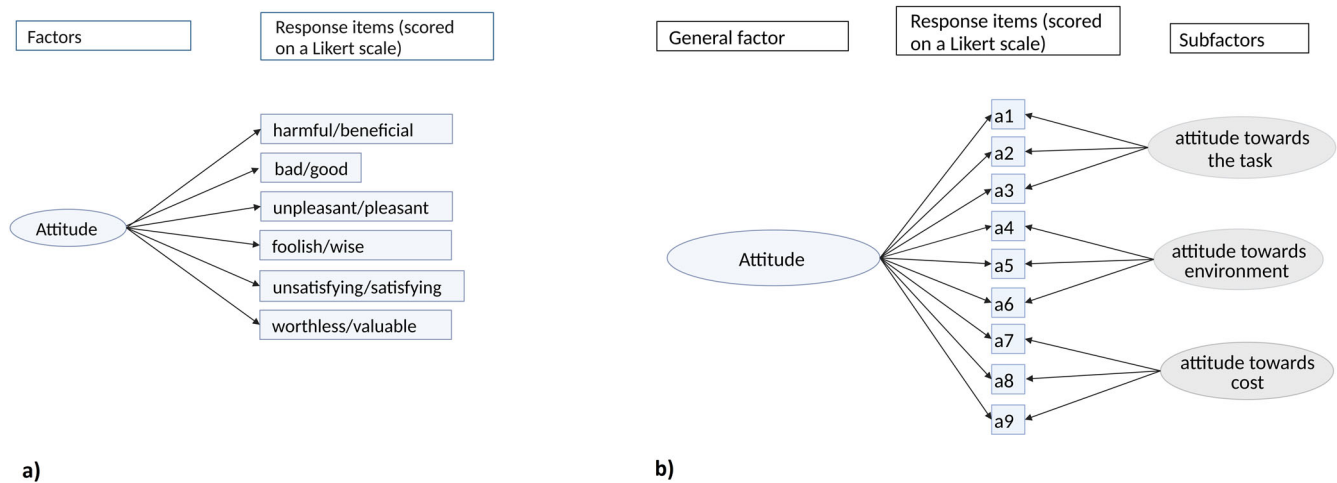 Factors
Response items (scored
on a Likert scale)
harmful/beneficial
bad/good
unpleasant/pleasant
Attitude
foolish/wise
unsatisfying/satisfying
worthless/valuable
a)
General factor
Response items (scored
on a Likert scale)
Subfactors
Attitude
a1
a2
a3
a4
a5
a6
a7
a8
a9
attitude towards
the task
attitude towards
environment
attitude towards
cost
b)